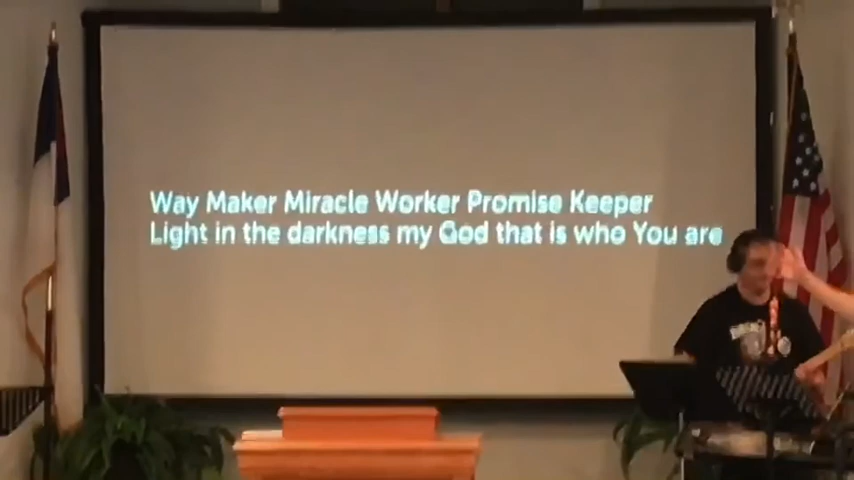 Way Maker Miracle Worker Promise Keeper
Light in the darkness my God that is who You are